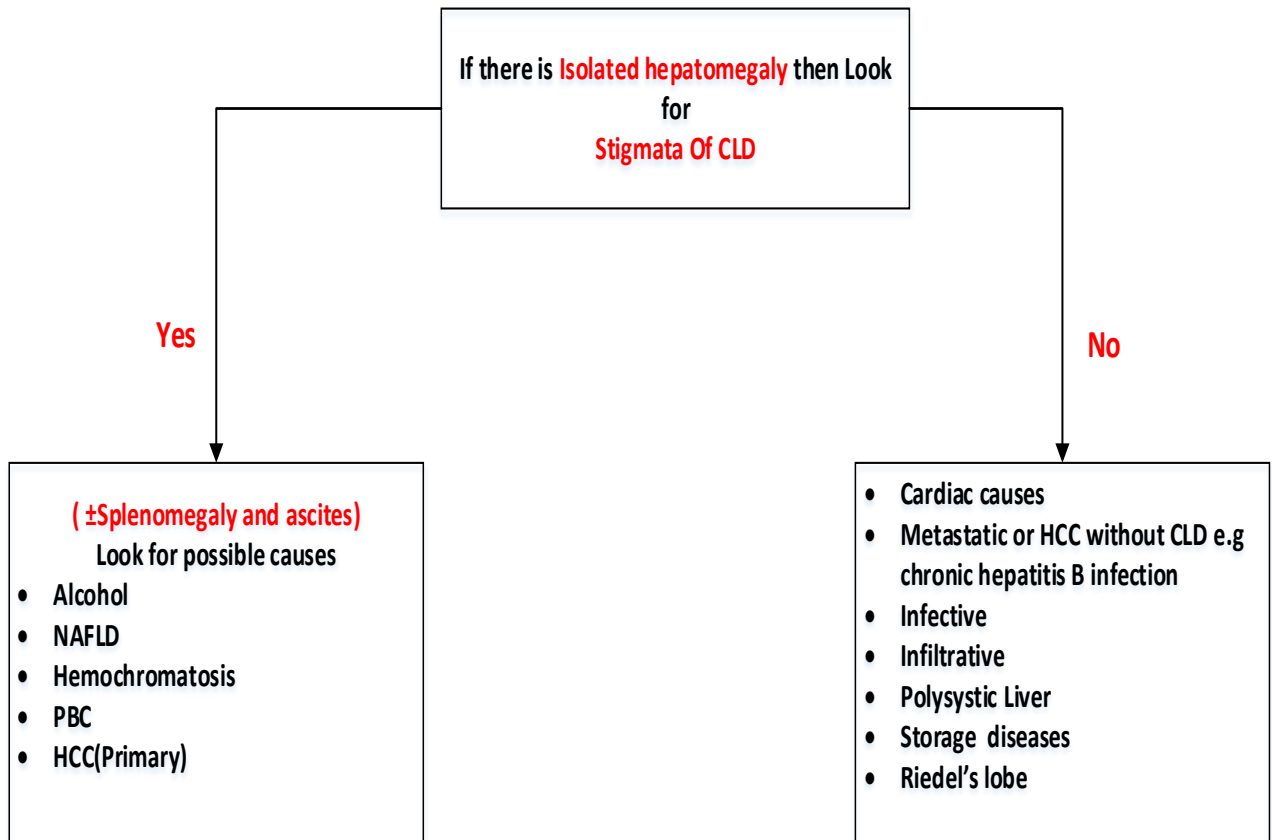 If there is Isolated hepatomegaly then Look
for
Stigmata Of CLD
Yes
No
( ±Splenomegaly and ascites)
Look for possible causes
• Alcohol
• NAFLD
• Hemochromatosis
• PBC
• HCC(Primary)
• Cardiac causes
• Metastatic or HCC without CLD e.g
chronic hepatitis B infection
• Infective
• Infiltrative
• Polysystic Liver
• Storage diseases
• Riedel's lobe